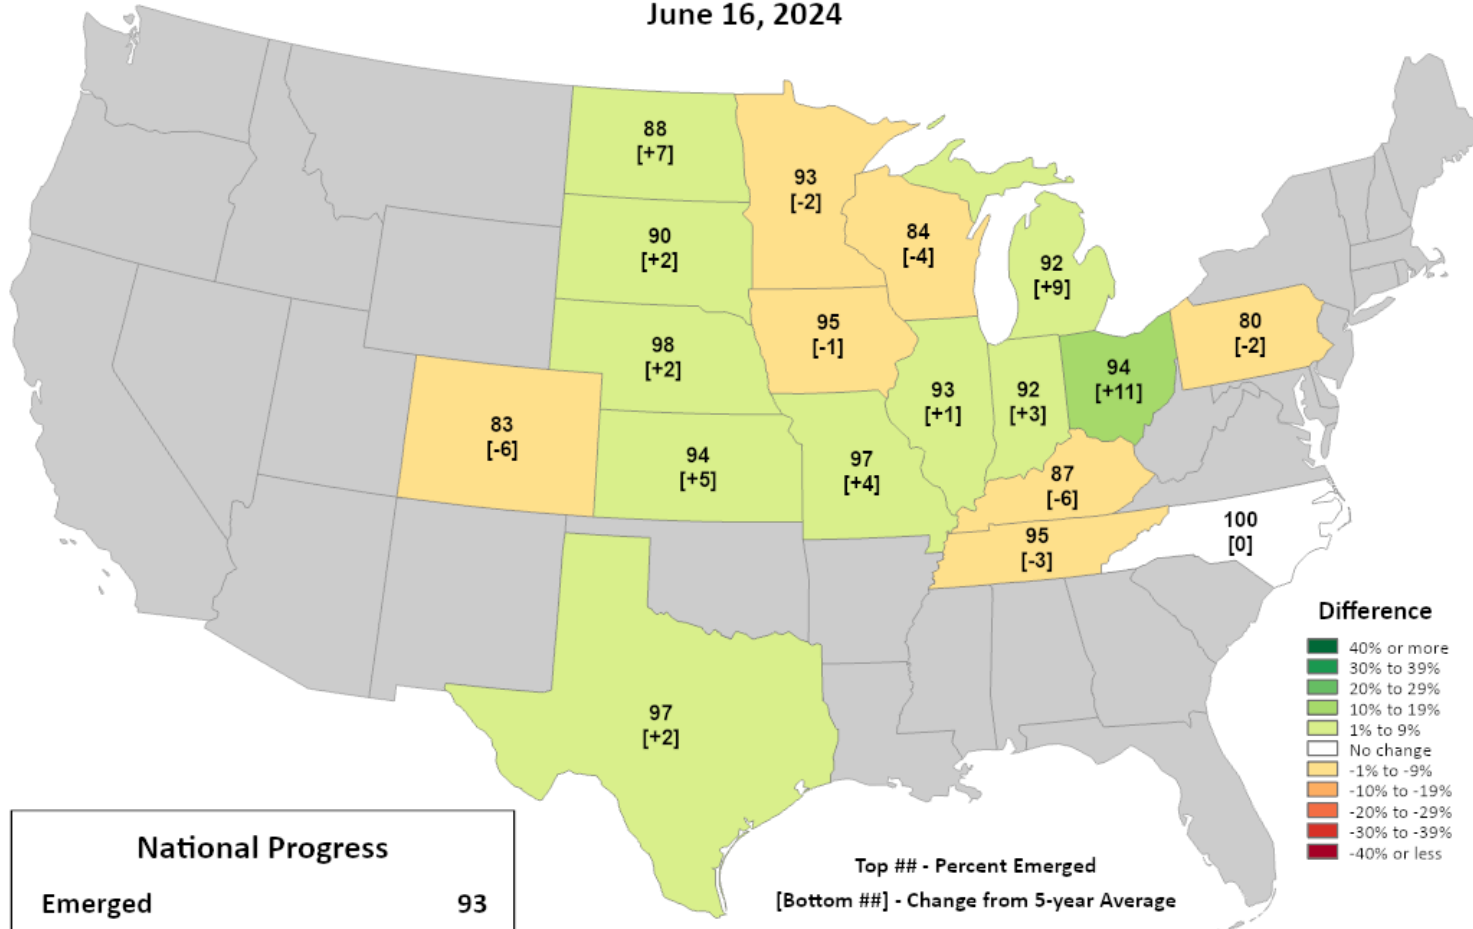 June 16, 2024
88
[+7]
93
[-2]
90
[+2]
84
[-4]
92
[+9]
98
[+2]
95
[-1]
80
[-2]
83
[-6]
94
[+5]
97
[+4]
93
[+1]
92
[+3]
94
[+11]
87
[-6]
95
[-3]
100
[0]
97
[+2]
Difference
40% or more
30% to 39%
20% to 29%
10% to 19%
1% to 9%
No change
-1% to -9%
-10% to -19%
-20% to -29%
-30% to -39%
-40% or less
National Progress
Emerged 93
Top ## - Percent Emerged
[Bottom ##] - Change from 5-year Average